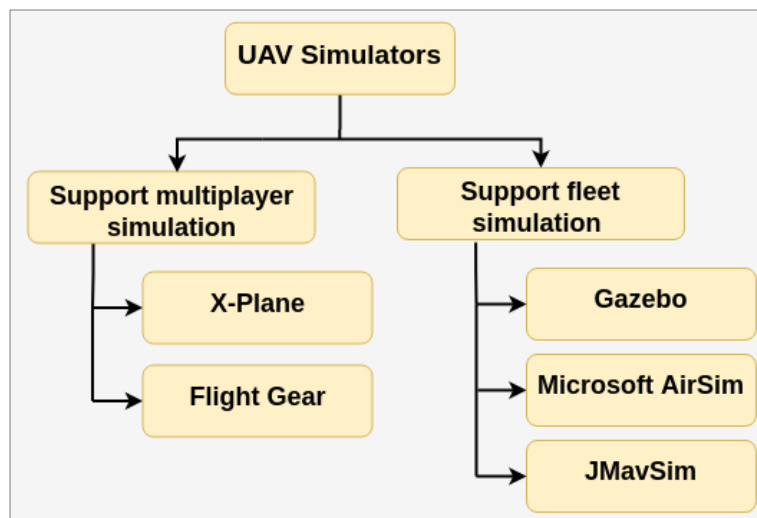 UAV Simulators
Support multiplayer
simulation
X-Plane
Flight Gear
Support fleet
simulation
Gazebo
Microsoft AirSim
JMavSim